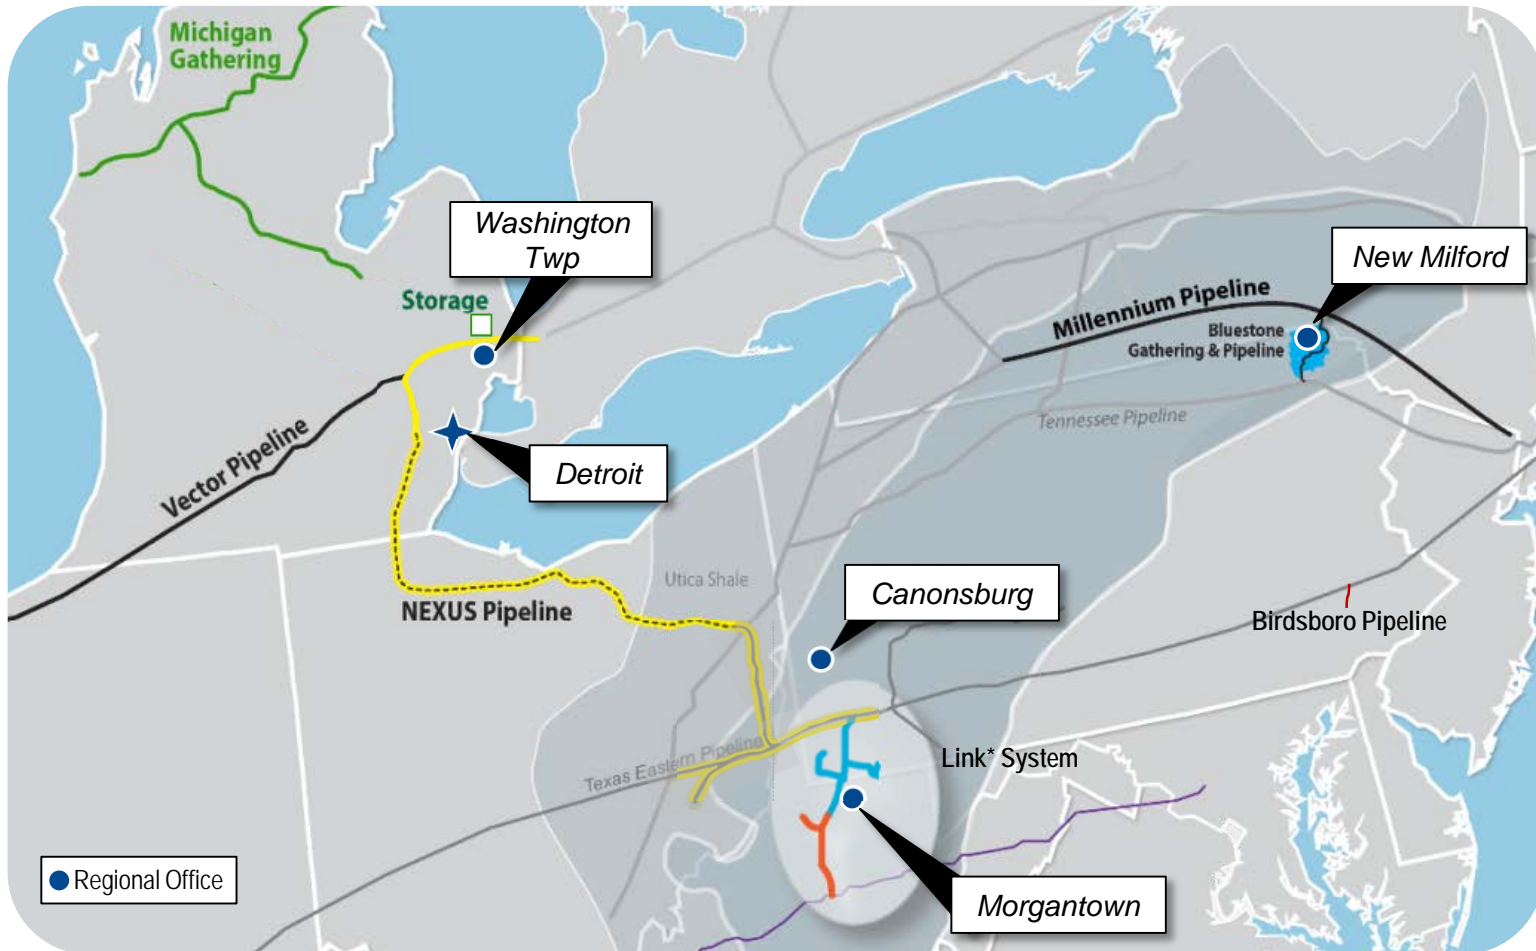 Michigan
Gathering
Washington
Twp
New Milford
Storage
Millennium Pipeline
Bluestone
Gathering & Pipeline
Tennessee Pipeline
Vector Pipeline
Detroit
Utica Shale
NEXUS Pipeline
Canonsburg
Birdsboro Pipeline
Texas Eastern Pipeline
Link* System
Regional Office
Morgantown